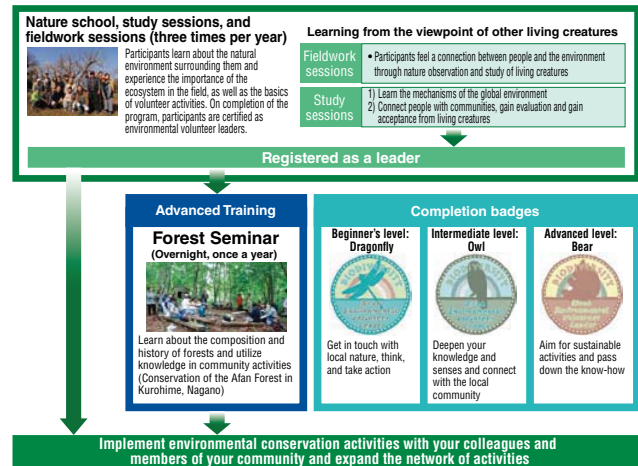 Nature school, study sessions, and
fieldwork sessions (three times per year)
Participants learn about the natural
environment surrounding them and
experience the importance of the
ecosystem in the field, as well as the basics
of volunteer activities. On completion of the
program, participants are certified as
environmental volunteer leaders.
Learning from the viewpoint of other living creatures
Fieldwork
sessions
• Participants feel a connection between people and the environment
through nature observation and study of living creatures
Study
sessions
1) Learn the mechanisms of the global environment
2) Connect people with communities, gain evaluation and gain
acceptance from living creatures
Registered as a leader
Advanced Training
Forest Seminar
(Overnight, once a year)
Learn about the composition and
history of forests and utilize
knowledge in community activities
(Conservation of the Afan Forest in
Kurohime, Nagano)
Completion badges
Beginner's level:
Dragonfly
BIODIVERSITY
Get in touch with
local nature, think,
and take action
Intermediate level:
Owl
BIODIVERSITY
Deepen your
knowledge and
senses and connect
with the local
community
Advanced level:
Bear
BIODIVERSITY
Environmental
Volunteer
Leader
Aim for sustainable
activities and pass
down the know-how
Implement environmental conservation activities with your colleagues and
members of your community and expand the network of activities